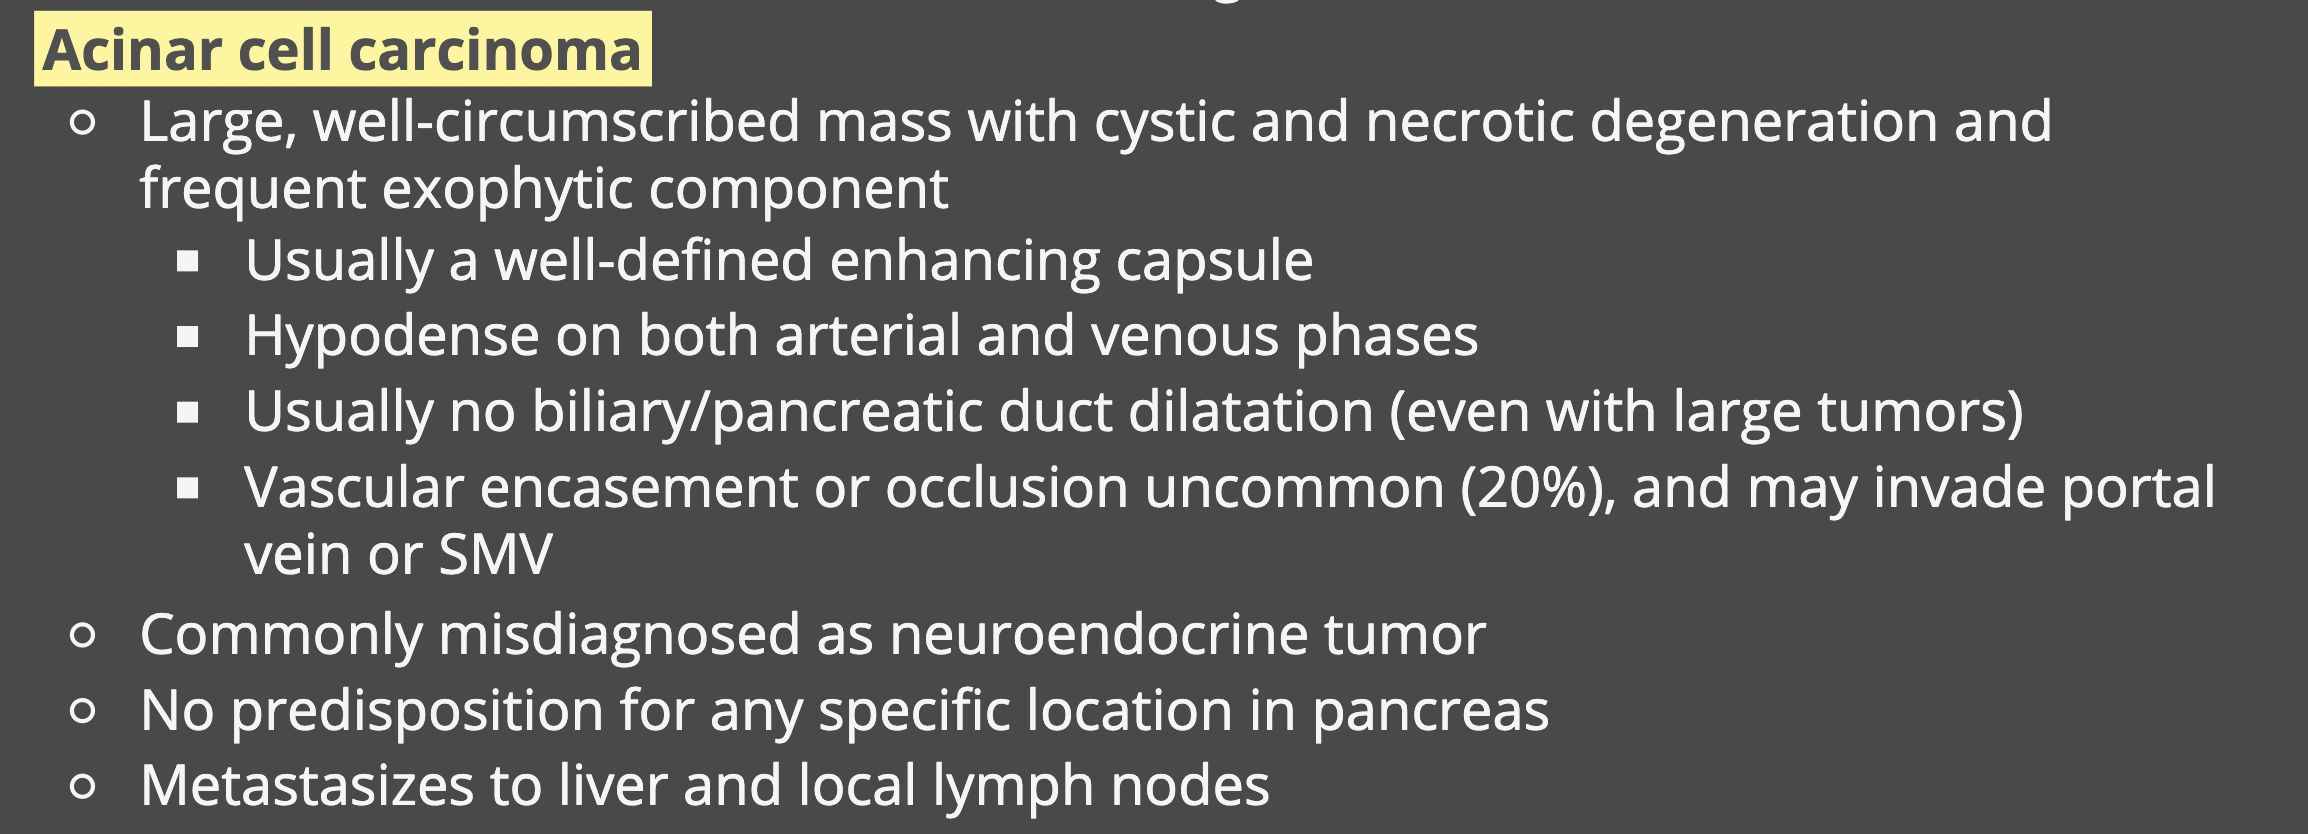 Acinar cell carcinoma
Large, well-circumscribed mass with cystic and necrotic degeneration and
frequent exophytic component
Usually a well-defined enhancing capsule
Hypodense on both arterial and venous phases
Usually no biliary/pancreatic duct dilatation (even with large tumors)
Vascular encasement or occlusion uncommon (20%), and may invade portal
vein or SMV
Commonly misdiagnosed as neuroendocrine tumor
No predisposition for any specific location in pancreas
Metastasizes to liver and local lymph nodes